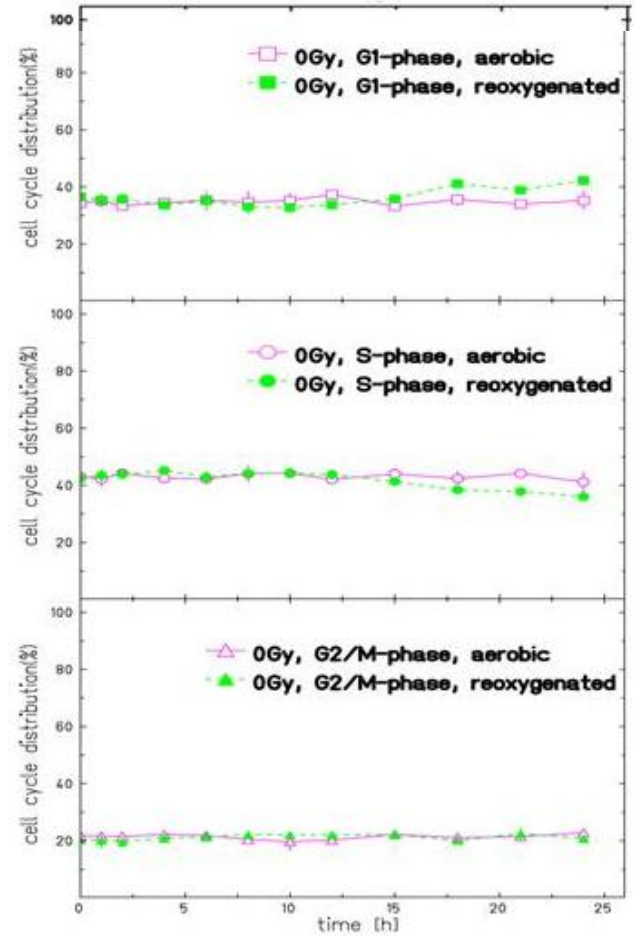 100
80
60
40
20
cell cycle distribution(%)
0Gy, G1-phase, aerobic
0Gy, G1-phase, reoxygenated
100
80
60
40
20
cell cycle distribution(%)
0Gy, S-phase, aerobic
0Gy, S-phase, reoxygenated
100
80
60
40
20
cell cycle distribution(%)
0Gy, G2/M-phase, aerobic
0Gy, G2/M-phase, reoxygenated
0 5 10 15 20 25
time [h]